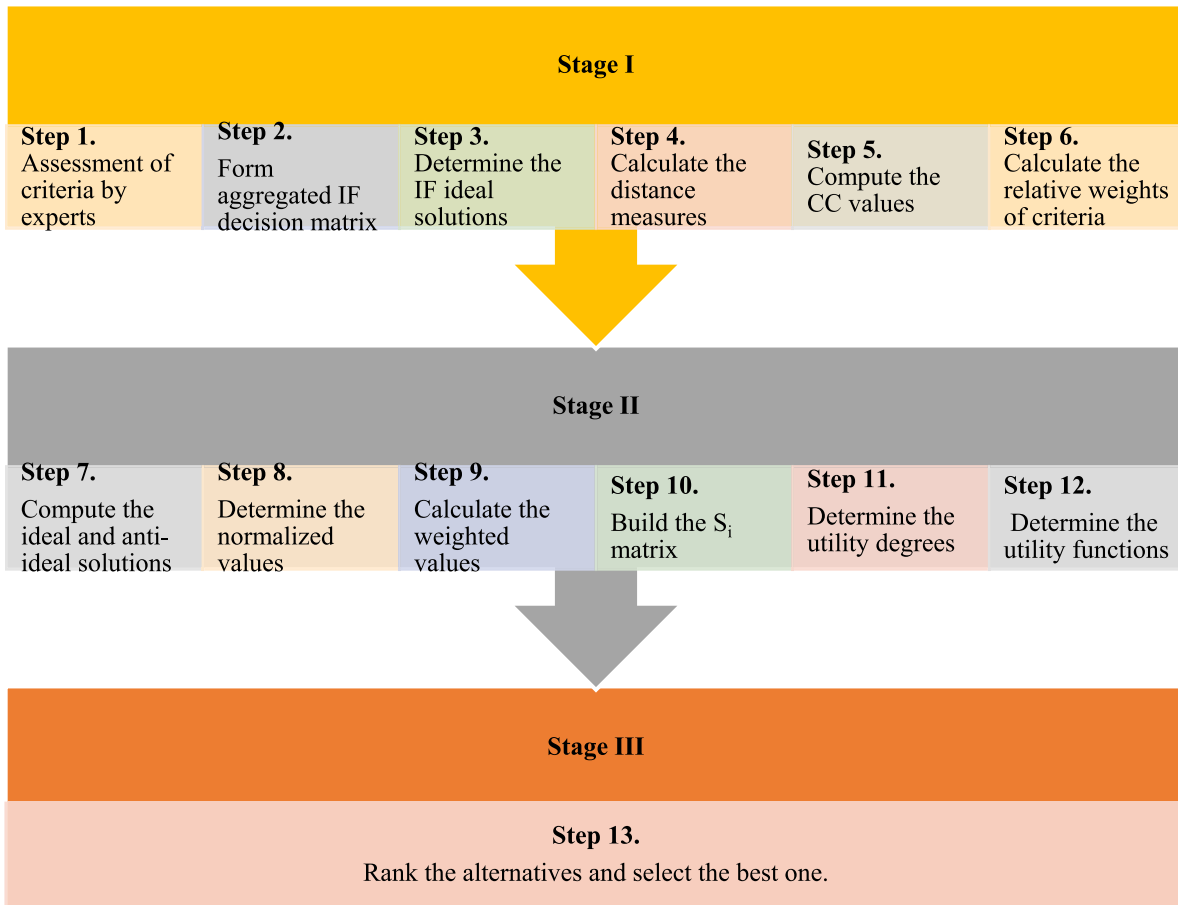 Stage I
Step 1.
Assessment of
criteria by
experts
Step 2.
Form
aggregated IF
decision matrix
Step 3.
Determine the
IF ideal
solutions
Step 4.
Calculate the
distance
measures
Step 5.
Compute the
CC values
Step 6.
Calculate the
relative weights
of criteria
Stage II
Step 7.
Compute the
ideal and anti-
ideal solutions
Step 8.
Determine the
normalized
values
Step 9.
Calculate the
weighted
values
Step 10.
Build the Si
matrix
Step 11.
Determine the
utility degrees
Step 12.
Determine the
utility functions
Stage III
Step 13.
Rank the alternatives and select the best one.